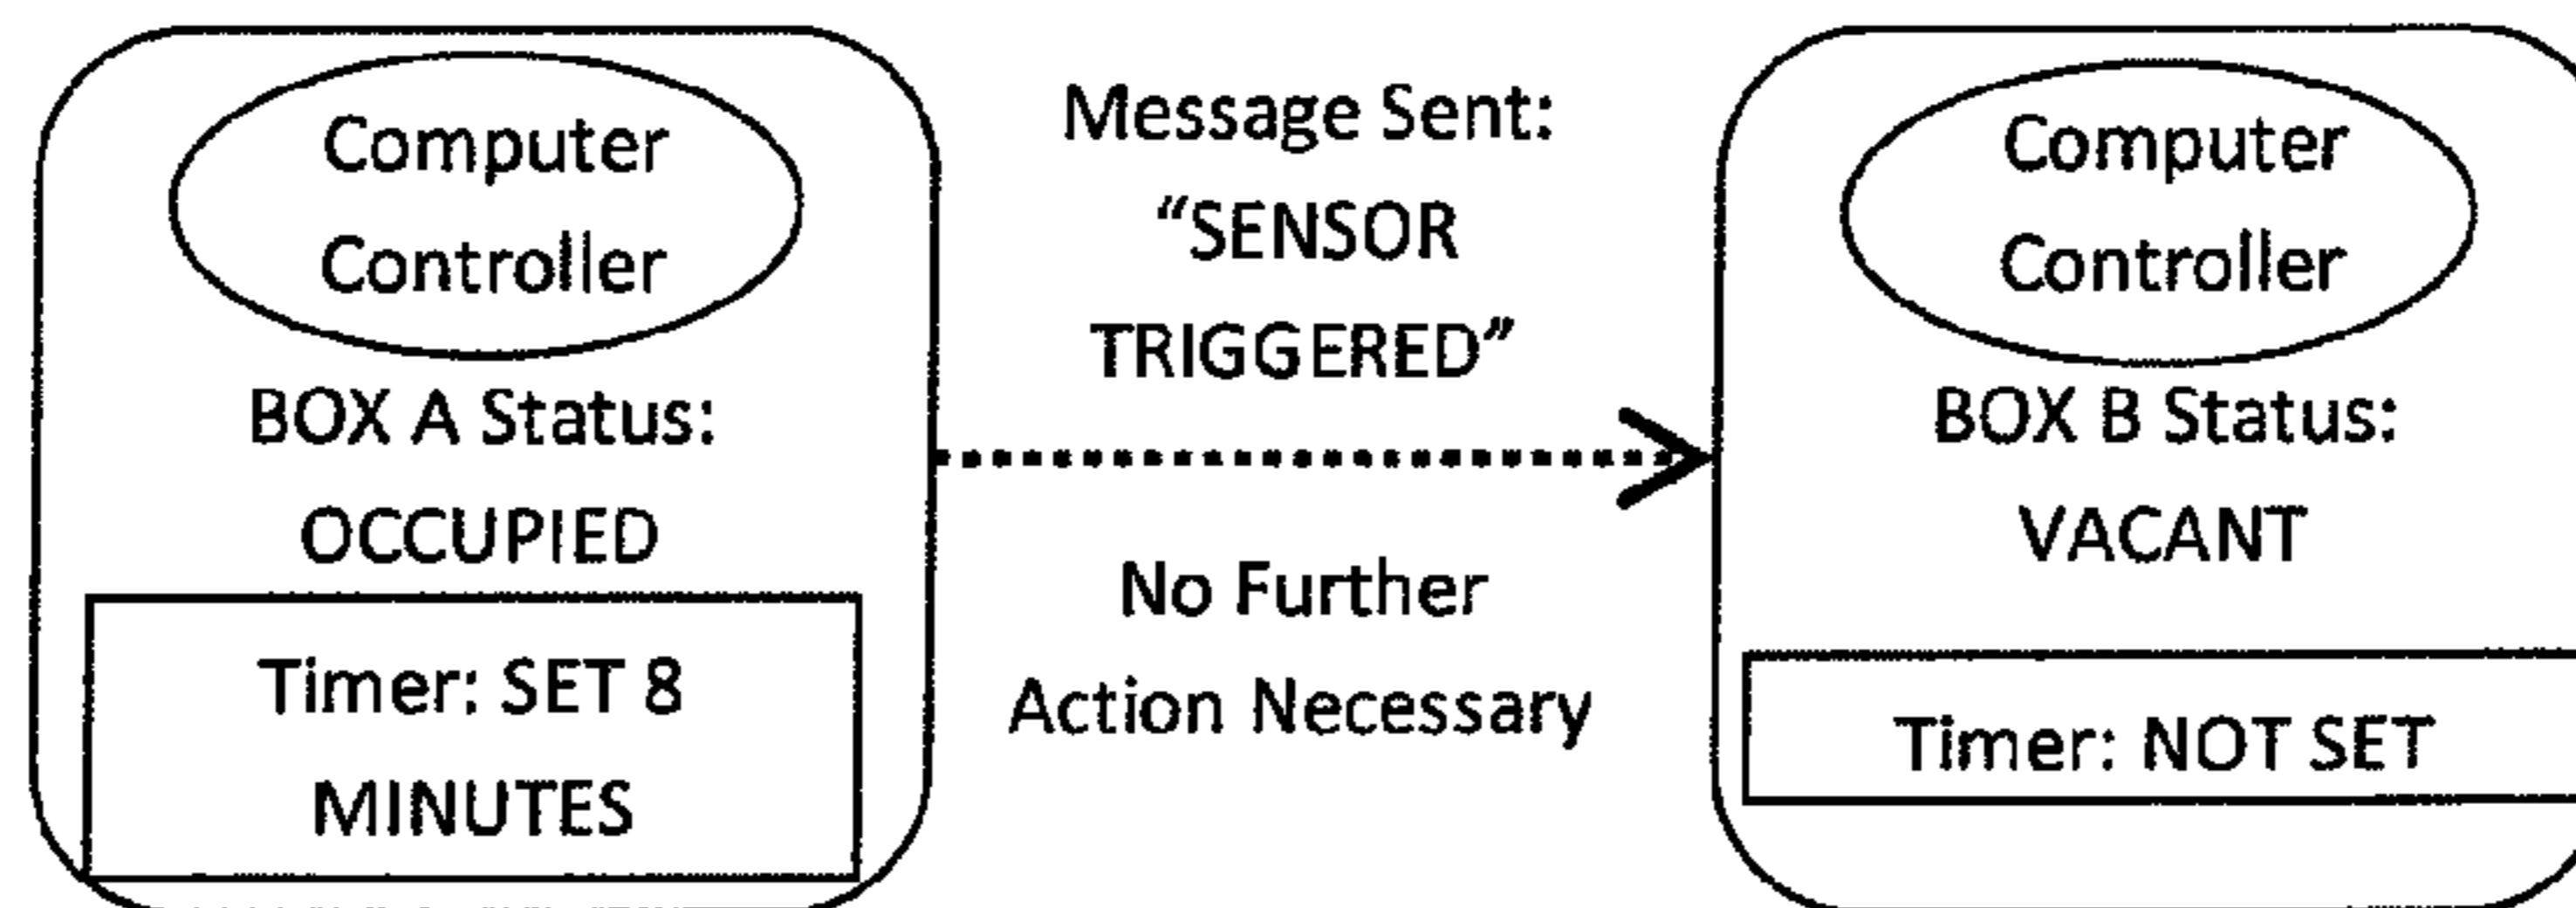 Computer
Controller
BOX A Status:
OCCUPIED
Timer: SET 8
MINUTES
Message Sent:
“SENSOR
TRIGGERED”
No Further
Action Necessary
Computer
Controller
BOX B Status:
VACANT
Timer: NOT SET